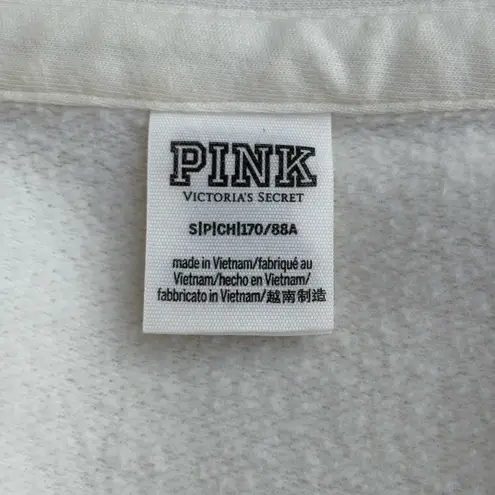 PINK
VICTORIA'S SECRET
S|P|CH|170/88A
made in Vietnam/fabriqué au
Vietnam/hecho en Vietnam/
fabbricato in Vietnam/越南制造